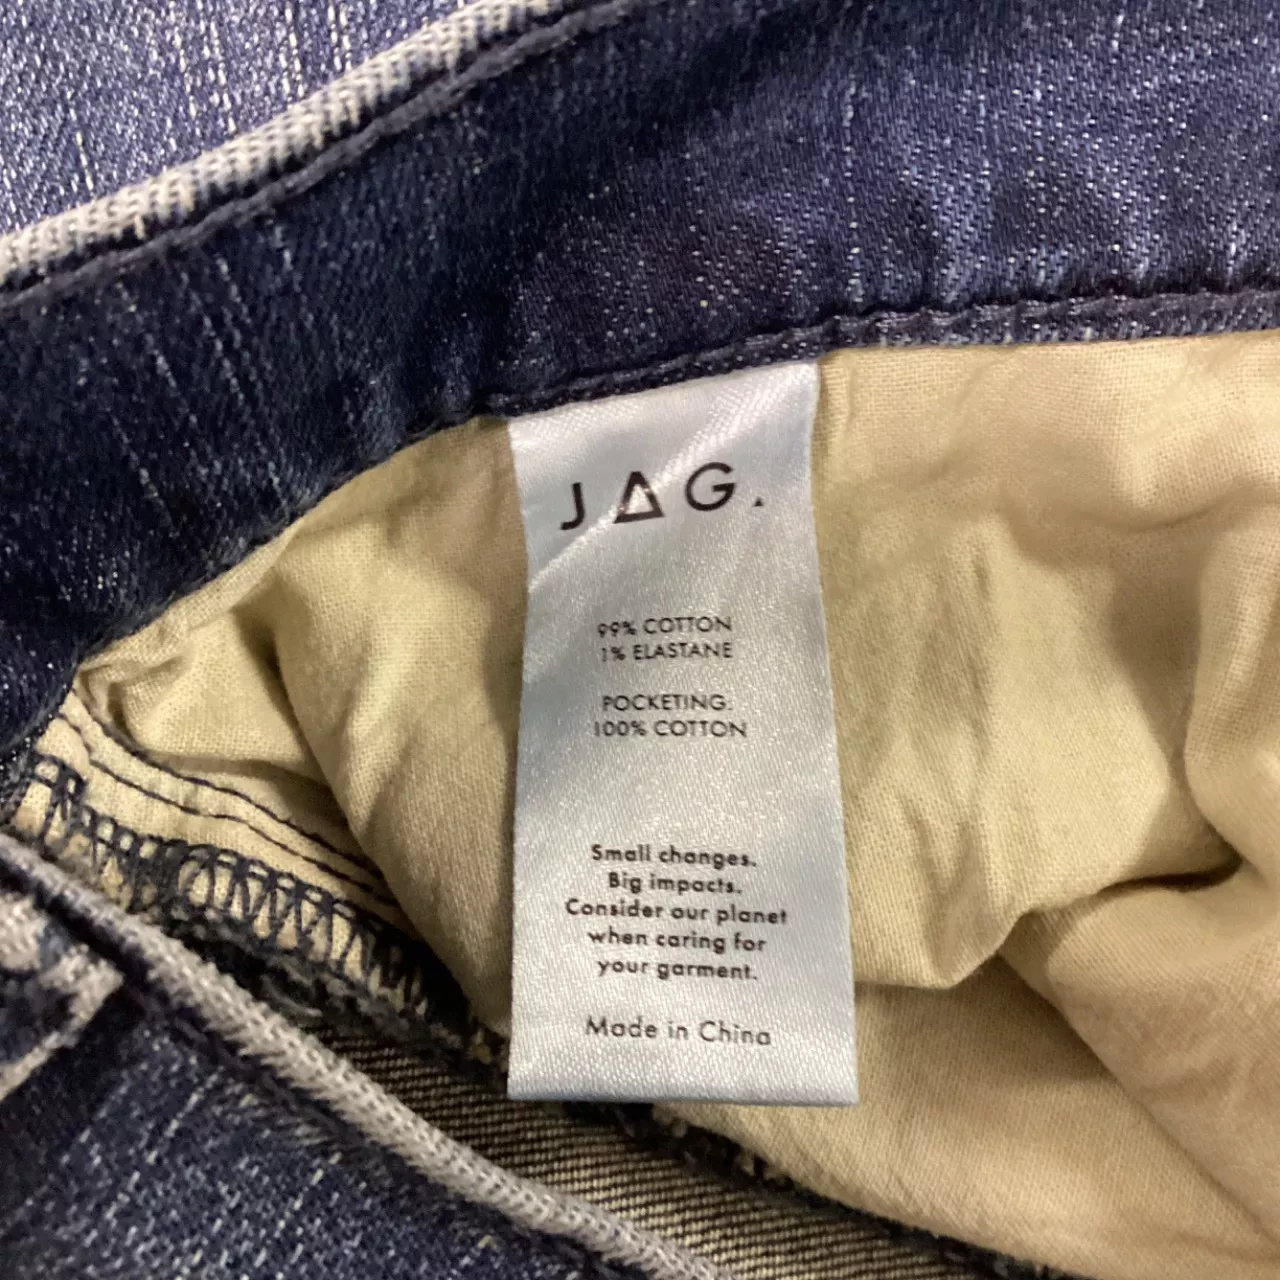 JAG.
99% COTTON
1% ELASTANE
POCKETING:
100% COTTON
Small changes.
Big impacts.
Consider our planet
when caring for
your garment.
Made in China